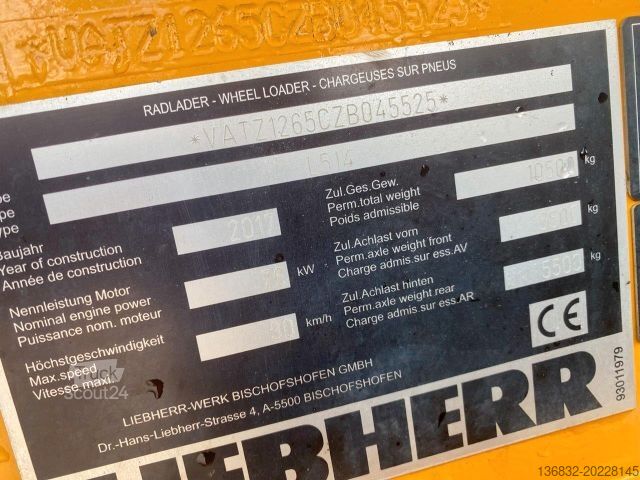 RADLADER - WHEEL LOADER - CHARGEUSES SUR PNEUS
*VATZ1265CZB045525*
L514
Baujahr
Year of construction
Année de construction
Nennleistung Motor kW
Nominal engine power
Puissance nom. moteur
Höchstgeschwindigkeit km/h
Max.speed
Vitesse maxi.
Zul.Ges.Gew. kg
Perm.total weight
Poids admissible
Zul.Achlast vorn kg
Perm.axle weight front
Charge admis.sur ess.AV
Zul.Achlast hinten 5500 kg
Perm.axle weight rear
Charge admis.sur ess.AR
CE
93011979
LIEBHERR-WERK BISCHOFSHOFEN GMBH
Dr.-Hans-Liebherr-Strasse 4, A-5500 BISCHOFSHOFEN
LIEBHERR
Truck
Scout24
136832-20228145